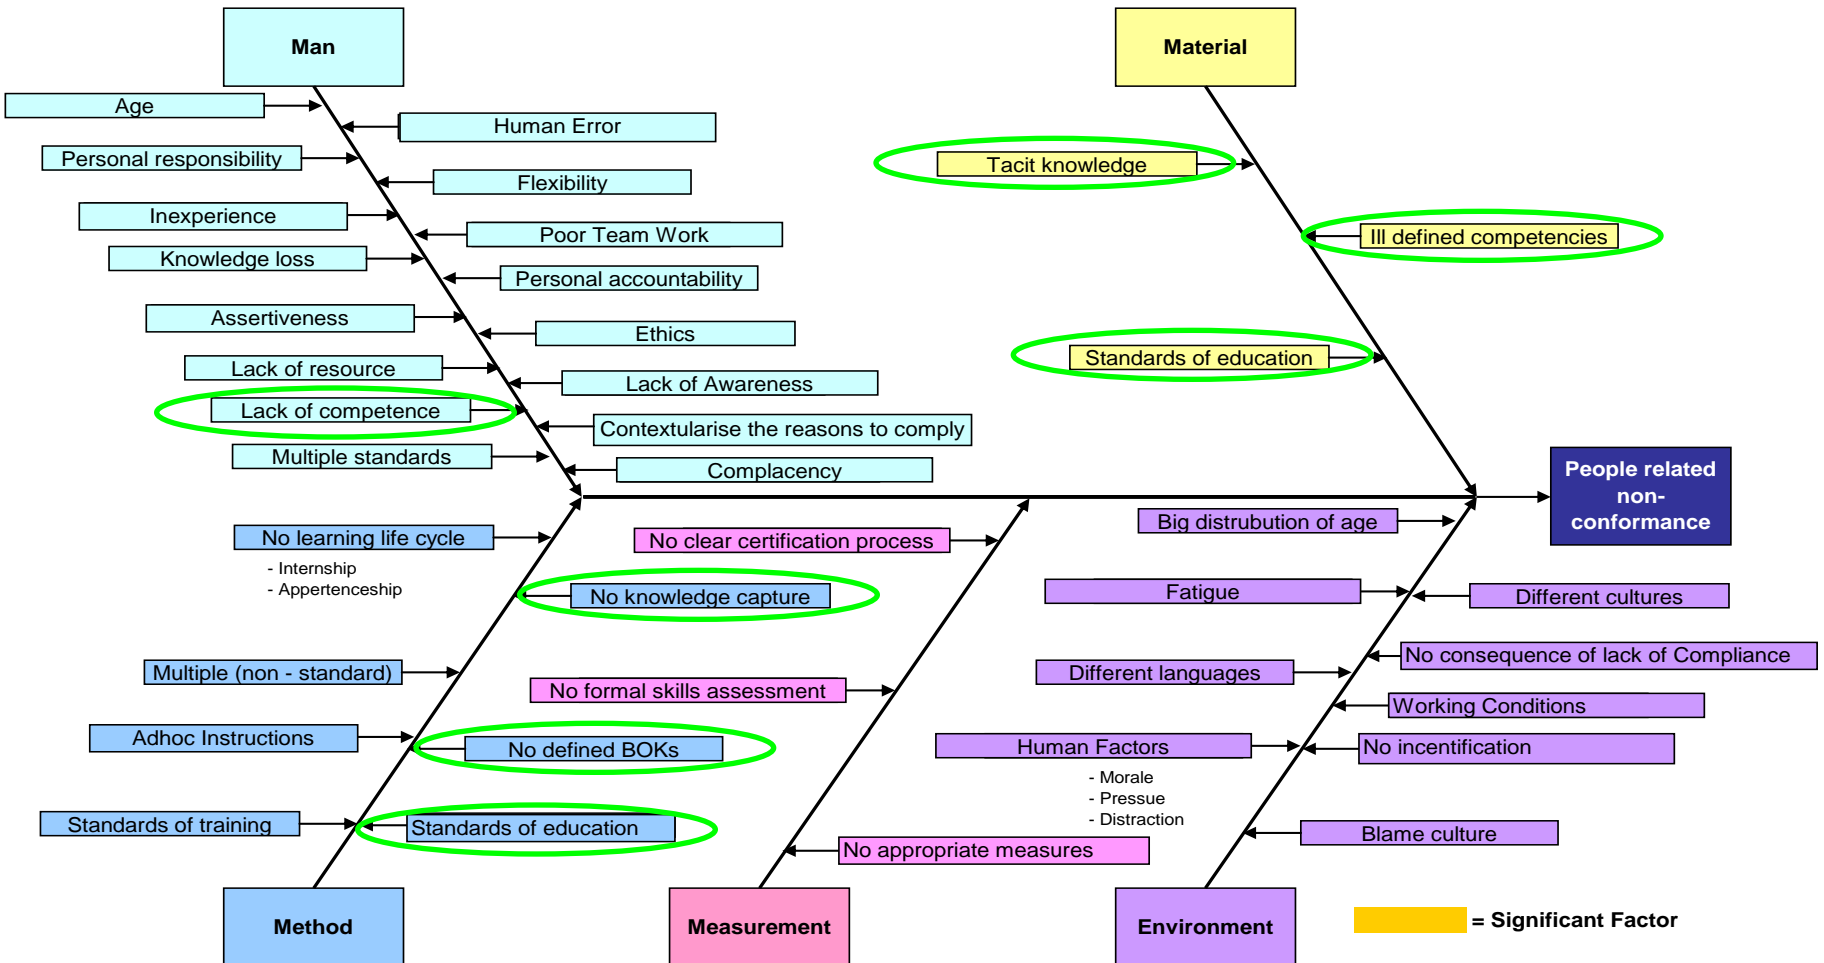 Man
Material
Age
Human Error
Personal responsibility
Tacit knowledge
Flexibility
Inexperience
Poor Team Work
Ill defined competencies
Knowledge loss
Personal accountability
Assertiveness
Ethics
Standards of education
Lack of resource
Lack of Awareness
Lack of competence
Contextularise the reasons to comply
Multiple standards
Complacency
People related
non-
conformance
Big distrubution of age
No learning life cycle
- Internship
- Appertenceship
No clear certification process
No knowledge capture
Fatigue
Different cultures
No consequence of lack of Compliance
Multiple (non - standard)
Different languages
No formal skills assessment
Working Conditions
Adhoc Instructions
No defined BOKs
Human Factors
- Morale
- Pressue
- Distraction
No incentification
Standards of training
Standards of education
Blame culture
No appropriate measures
Method
Measurement
Environment
= Significant Factor